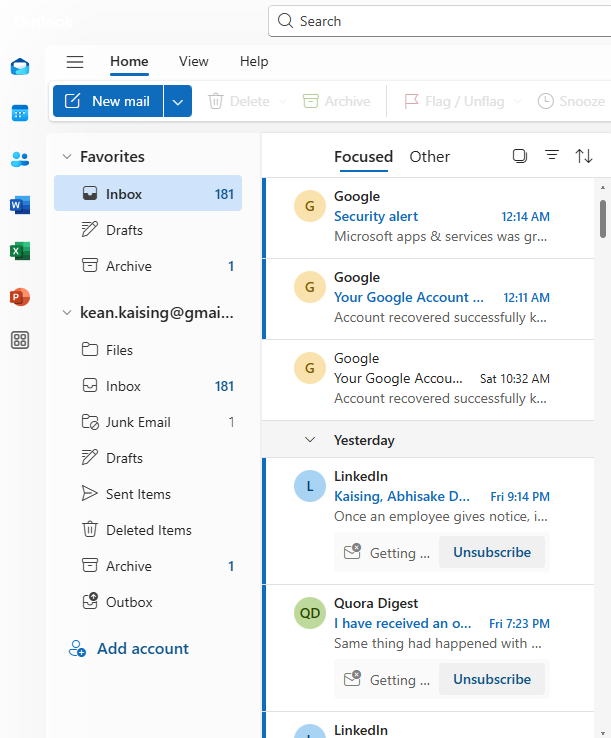 Search
Home View Help
New mail Delete Archive Flag / Unflag Snooze
Favorites
Inbox 181
Drafts
Archive 1
kean.kaising@gmai...
Files
Inbox 181
Junk Email 1
Drafts
Sent Items
Deleted Items
Archive 1
Outbox
Add account
Focused Other
G
Google
Security alert 12:14 AM
Microsoft apps & services was gr...
G
Google
Your Google Account ... 12:11 AM
Account recovered successfully k...
G
Google
Your Google Accou... Sat 10:32 AM
Account recovered successfully k...
Yesterday
L
LinkedIn
Kaising, Abhisake D... Fri 9:14 PM
Once an employee gives notice, i...
Getting ... Unsubscribe
QD
Quora Digest
I have received an o... Fri 7:23 PM
Same thing had happened with ...
Getting ... Unsubscribe
LinkedIn